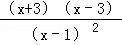 (x+3) (x-3)
(x-1) 2